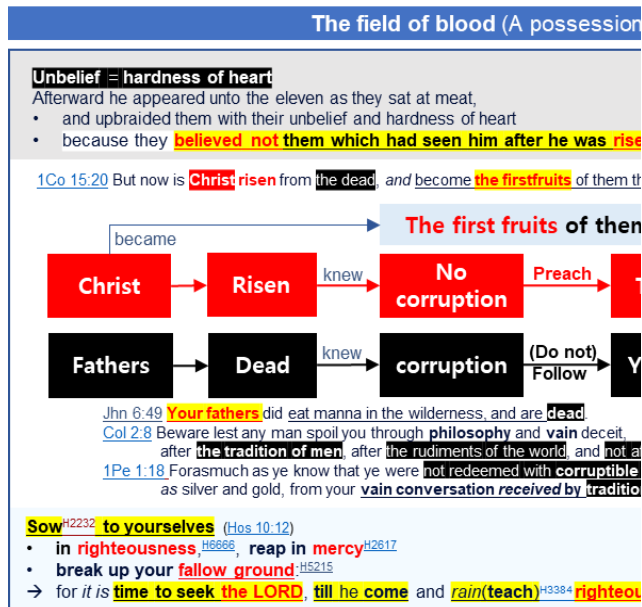 The field of blood (A possession
Unbelief = hardness of heart
Afterward he appeared unto the eleven as they sat at meat,
• and upbraided them with their unbelief and hardness of heart
• because they believed not them which had seen him after he was rise
1Co 15:20 But now is Christ risen from the dead, and become the firstfruits of them th
became
The first fruits of them
Christ
Risen
knew
No corruption
Preach
T
Fathers
Dead
knew
corruption
(Do not) Follow
Y
Jhn 6:49 Your fathers did eat manna in the wilderness, and are dead.
Col 2:8 Beware lest any man spoil you through philosophy and vain deceit,
after the tradition of men, after the rudiments of the world, and not af
1Pe 1:18 Forasmuch as ye know that ye were not redeemed with corruptible
as silver and gold, from your vain conversation received by tradition
Sow H2232 to yourselves (Hos 10:12)
• in righteousness, H6666, reap in mercy H2617
• break up your fallow ground: H5215
→ for it is time to seek the LORD, till he come and rain(teach) H3384 righteou